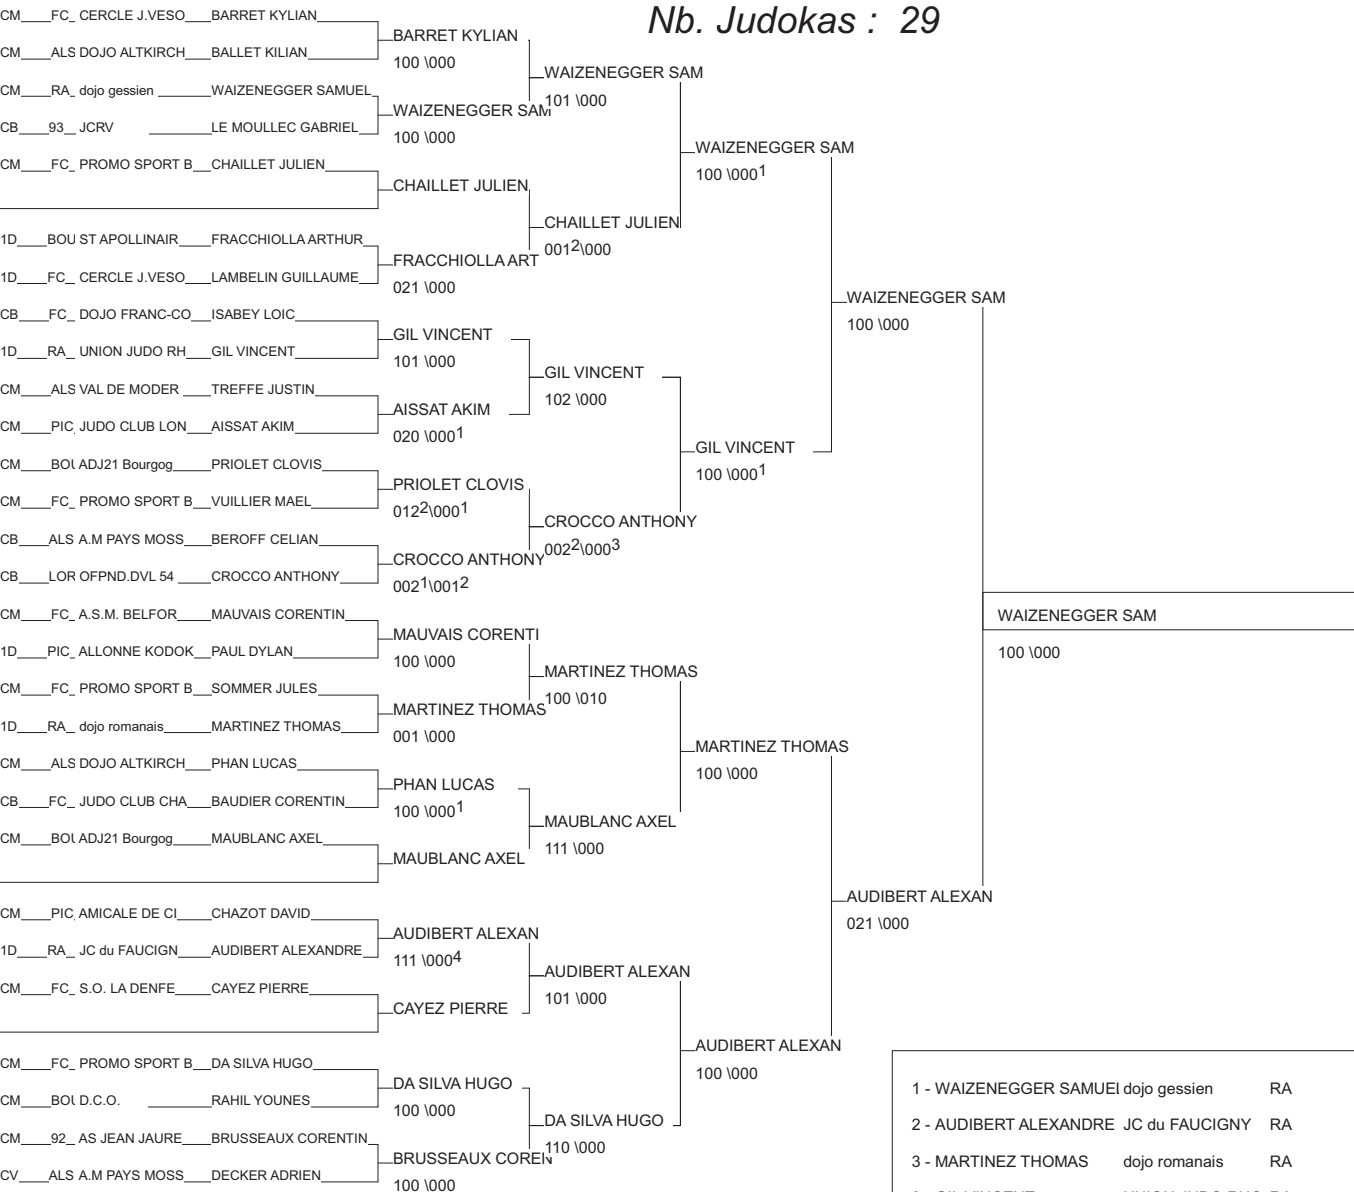 Nb. Judokas : 29
CM FC CERCLE J.VESO BARRET KYLIAN
CM ALS DOJO ALTKIRCH BALLET KILIAN
CM RA dojo gessien WAIZENEGGER SAMUEL
CB 93 JCRV LE MOULLEC GABRIEL
CM FC PROMO SPORT B CHAILLET JULIEN
1D BOU ST APOLLINAIR FRACCHIOLLA ARTHUR
1D FC CERCLE J.VESO LAMBELIN GUILLAUME
CB FC DOJO FRANC-CO ISABEY LOIC
1D RA UNION JUDO RH GIL VINCENT
CM ALS VAL DE MODER TREFFE JUSTIN
CM PIC JUDO CLUB LON AISSAT AKIM
CM BOU ADJ21 Bourgog PRIOLET CLOVIS
CM FC PROMO SPORT B VUILLIER MAEL
CB ALS A.M PAYS MOSS BEROFF CELIAN
CB LOR OFPND.DVL 54 CROCCO ANTHONY
CM FC A.S.M. BELFOR MAUVAIS CORENTIN
1D PIC ALLONNE KODOK PAUL DYLAN
CM FC PROMO SPORT B SOMMER JULES
1D RA dojo romanais MARTINEZ THOMAS
CM ALS DOJO ALTKIRCH PHAN LUCAS
CB FC JUDO CLUB CHA BAUDIER CORENTIN
CM BOU ADJ21 Bourgog MAUBLANC AXEL
CM PIC AMICALE DE CI CHAZOT DAVID
1D RA JC du FAUCIGN AUDIBERT ALEXANDRE
CM FC S.O. LA DENFE CAYEZ PIERRE
CM FC PROMO SPORT B DA SILVA HUGO
CM BOU D.C.O. RAHIL YOUNES
CM 92 AS JEAN JAURE BRUSSEAUX CORENTIN
CV ALS A.M PAYS MOSS DECKER ADRIEN
BARRET KYLIAN
100 \000
WAIZENEGGER SAM
100 \000
CHAILLET JULIEN
FRACCHIOLLA ART
021 \000
GIL VINCENT
101 \000
AISSAT AKIM
020 \0001
PRIOLET CLOVIS
0122\0001
CROCCO ANTHONY
0021\0012
MAUVAIS CORENTI
100 \000
MARTINEZ THOMAS
001 \000
PHAN LUCAS
100 \0001
MAUBLANC AXEL
AUDIBERT ALEXAN
111 \0004
CAYEZ PIERRE
DA SILVA HUGO
100 \000
BRUSSEAUX COREN
100 \000
WAIZENEGGER SAM
101 \000
CHAILLET JULIEN
0012\000
GIL VINCENT
102 \000
CROCCO ANTHONY
0022\0003
MARTINEZ THOMAS
100 \010
MAUBLANC AXEL
111 \000
AUDIBERT ALEXAN
101 \000
DA SILVA HUGO
110 \000
WAIZENEGGER SAM
100 \0001
GIL VINCENT
100 \0001
MARTINEZ THOMAS
100 \000
AUDIBERT ALEXAN
100 \000
WAIZENEGGER SAM
100 \000
AUDIBERT ALEXAN
021 \000
WAIZENEGGER SAM
100 \000
1 - WAIZENEGGER SAMUEL dojo gessien RA
2 - AUDIBERT ALEXANDRE JC du FAUCIGNY RA
3 - MARTINEZ THOMAS dojo romanais RA